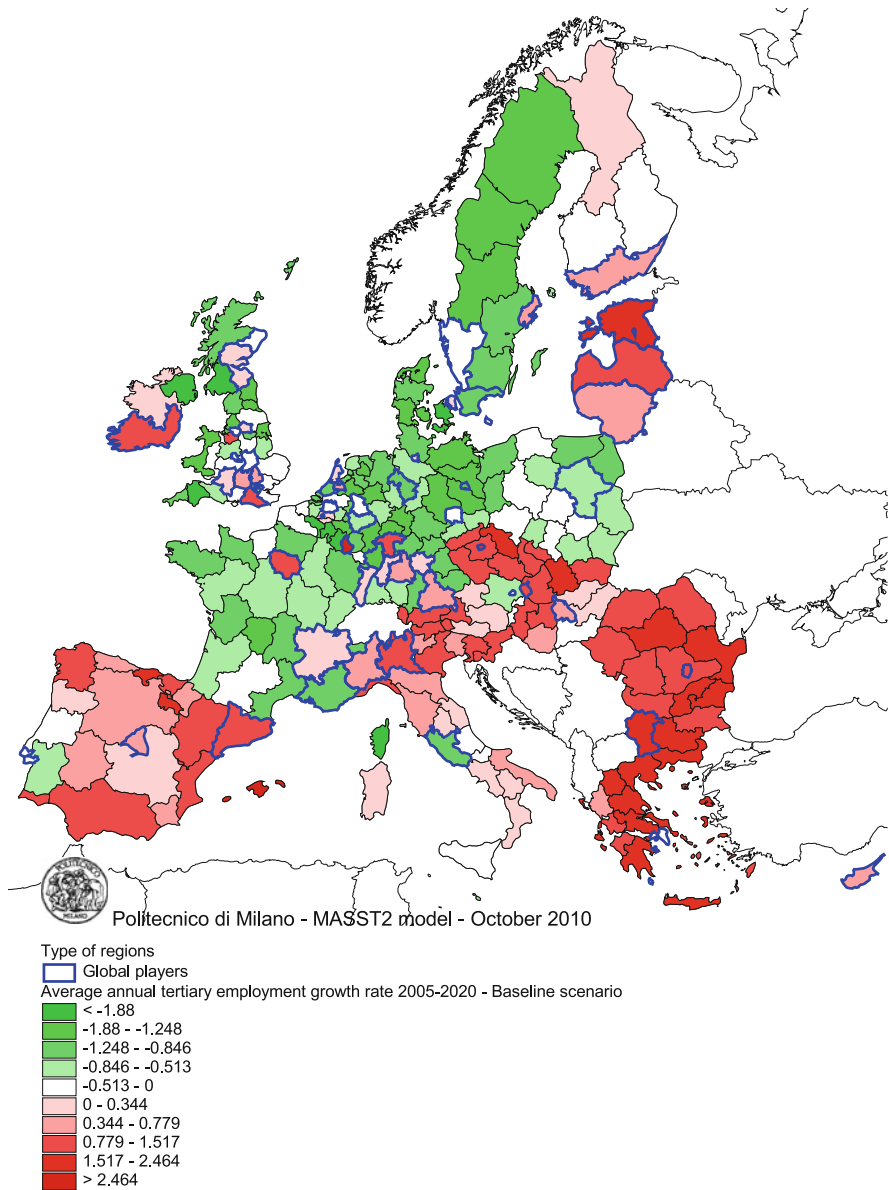 POLITECNICO
MILANO
Politecnico di Milano - MASST2 model - October 2010
Type of regions
Global players
Average annual tertiary employment growth rate 2005-2020 - Baseline scenario
< -1.88
-1.88 - -1.248
-1.248 - -0.846
-0.846 - -0.513
-0.513 - 0
0 - 0.344
0.344 - 0.779
0.779 - 1.517
1.517 - 2.464
> 2.464